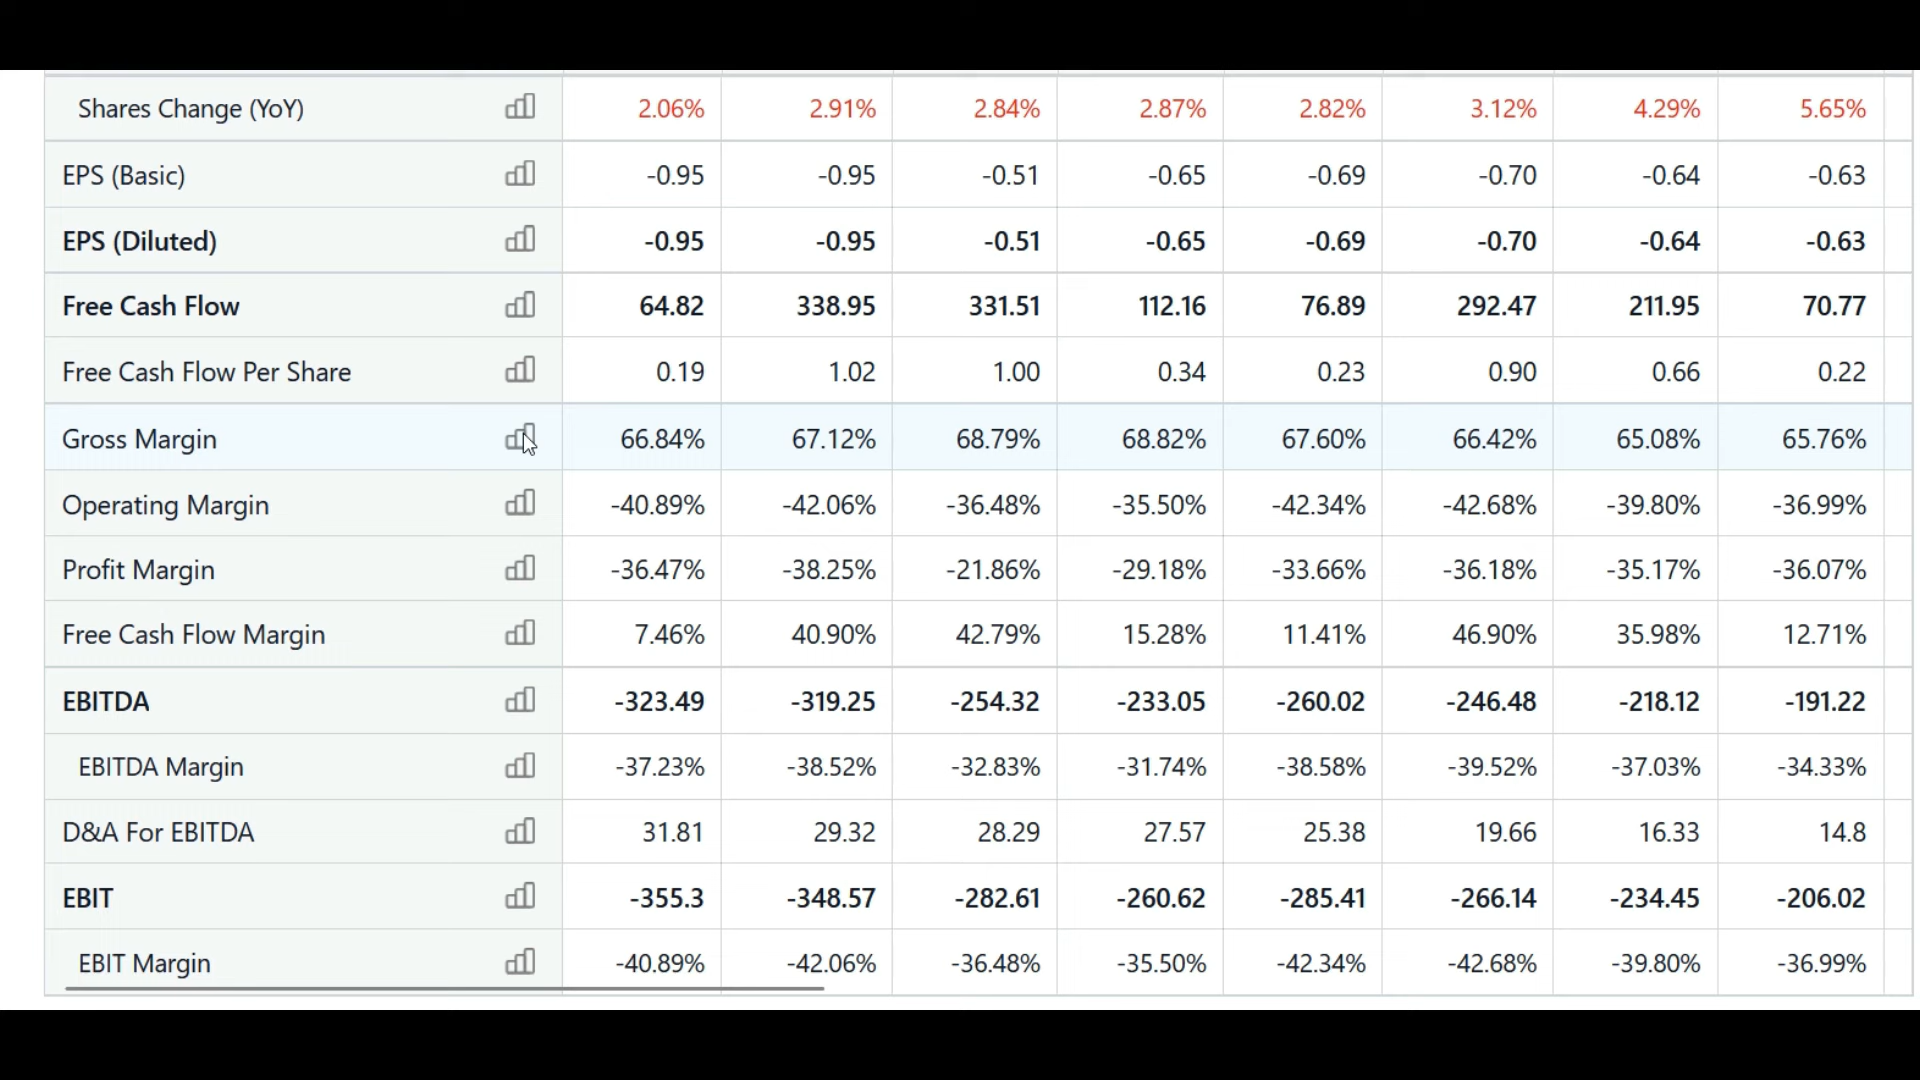 Shares Change (YoY) 2.06% 2.91% 2.84% 2.87% 2.82% 3.12% 4.29% 5.65%
EPS (Basic) -0.95 -0.95 -0.51 -0.65 -0.69 -0.70 -0.64 -0.63
EPS (Diluted) -0.95 -0.95 -0.51 -0.65 -0.69 -0.70 -0.64 -0.63
Free Cash Flow 64.82 338.95 331.51 112.16 76.89 292.47 211.95 70.77
Free Cash Flow Per Share 0.19 1.02 1.00 0.34 0.23 0.90 0.66 0.22
Gross Margin 66.84% 67.12% 68.79% 68.82% 67.60% 66.42% 65.08% 65.76%
Operating Margin -40.89% -42.06% -36.48% -35.50% -42.34% -42.68% -39.80% -36.99%
Profit Margin -36.47% -38.25% -21.86% -29.18% -33.66% -36.18% -35.17% -36.07%
Free Cash Flow Margin 7.46% 40.90% 42.79% 15.28% 11.41% 46.90% 35.98% 12.71%
EBITDA -323.49 -319.25 -254.32 -233.05 -260.02 -246.48 -218.12 -191.22
EBITDA Margin -37.23% -38.52% -32.83% -31.74% -38.58% -39.52% -37.03% -34.33%
D&A For EBITDA 31.81 29.32 28.29 27.57 25.38 19.66 16.33 14.8
EBIT -355.3 -348.57 -282.61 -260.62 -285.41 -266.14 -234.45 -206.02
EBIT Margin -40.89% -42.06% -36.48% -35.50% -42.34% -42.68% -39.80% -36.99%